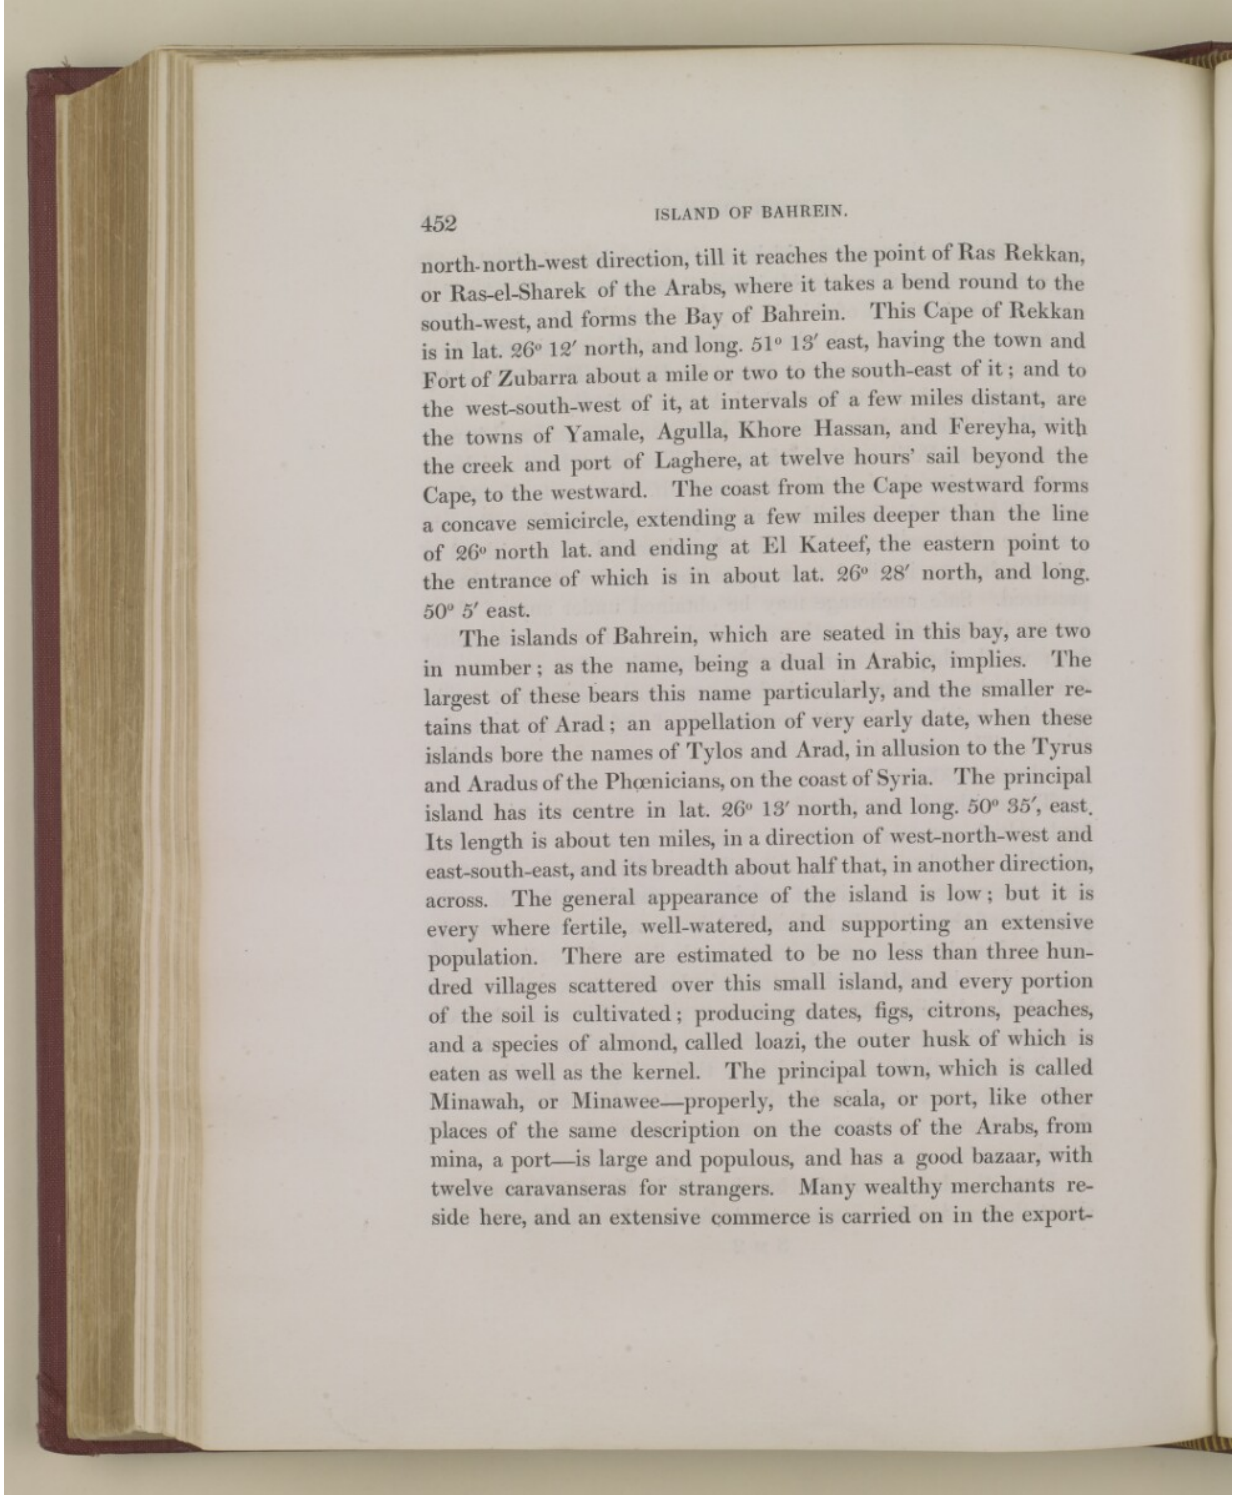 452
ISLAND OF BAHREIN.
north-north-west direction, till it reaches the point of Ras Rekkan,
or Ras-el-Sharek of the Arabs, where it takes a bend round to the
south-west, and forms the Bay of Bahrein. This Cape of Rekkan
is in lat. 26º 12′ north, and long. 51º 13′ east, having the town and
Fort of Zubarra about a mile or two to the south-east of it; and to
the west-south-west of it, at intervals of a few miles distant, are
the towns of Yamale, Agulla, Khore Hassan, and Fereyha, with
the creek and port of Laghere, at twelve hours' sail beyond the
Cape, to the westward. The coast from the Cape westward forms
a concave semicircle, extending a few miles deeper than the line
of 26º north lat. and ending at El Kateef, the eastern point to
the entrance of which is in about lat. 26º 28′ north, and long.
50º 5′ east.
The islands of Bahrein, which are seated in this bay, are two
in number; as the name, being a dual in Arabic, implies. The
largest of these bears this name particularly, and the smaller re-
tains that of Arad; an appellation of very early date, when these
islands bore the names of Tylos and Arad, in allusion to the Tyrus
and Aradus of the Phœnicians, on the coast of Syria. The principal
island has its centre in lat. 26º 13′ north, and long. 50º 35′, east.
Its length is about ten miles, in a direction of west-north-west and
east-south-east, and its breadth about half that, in another direction,
across. The general appearance of the island is low; but it is
every where fertile, well-watered, and supporting an extensive
population. There are estimated to be no less than three hun-
dred villages scattered over this small island, and every portion
of the soil is cultivated; producing dates, figs, citrons, peaches,
and a species of almond, called loazi, the outer husk of which is
eaten as well as the kernel. The principal town, which is called
Minawah, or Minawee—properly, the scala, or port, like other
places of the same description on the coasts of the Arabs, from
mina, a port—is large and populous, and has a good bazaar, with
twelve caravanseras for strangers. Many wealthy merchants re-
side here, and an extensive commerce is carried on in the export-